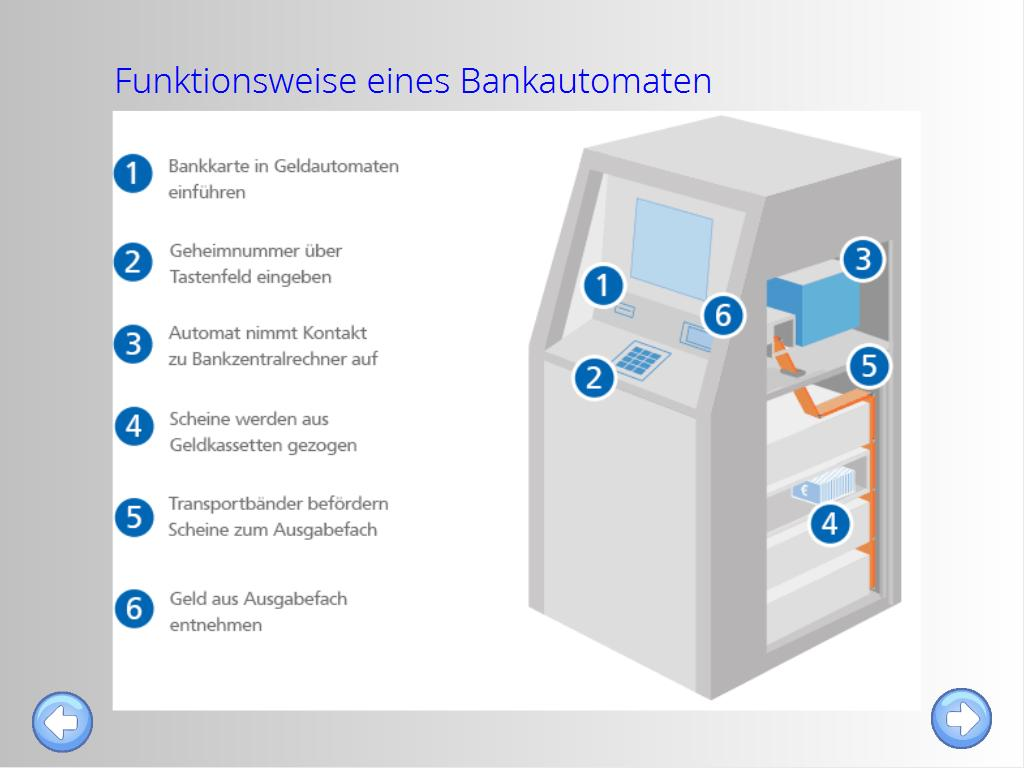 Funktionsweise eines Bankautomaten
1 Bankkarte in Geldautomaten
einführen
2 Geheimnummer über
Tastenfeld eingeben
3 Automat nimmt Kontakt
zu Bankzentralrechner auf
4 Scheine werden aus
Geldkassetten gezogen
5 Transportbänder befördern
Scheine zum Ausgabefach
6 Geld aus Ausgabefach
entnehmen
3
1
6
5
2
€
4